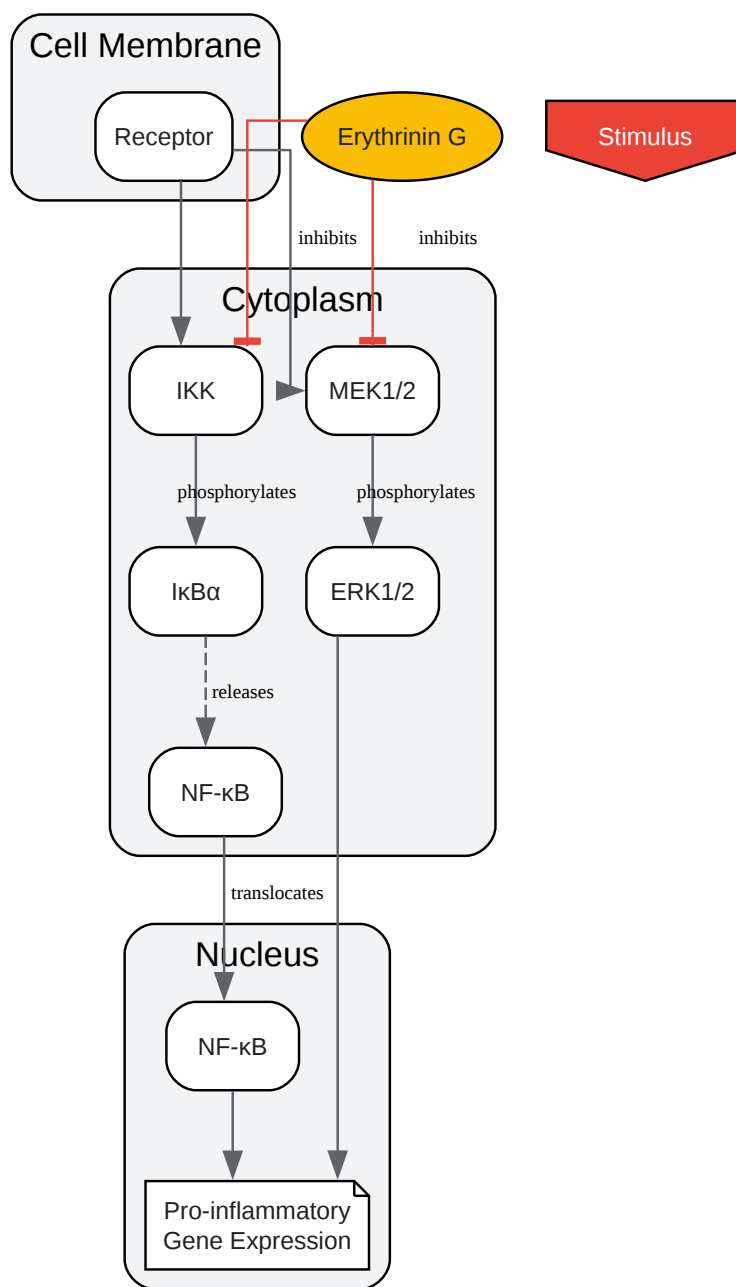 Cell Membrane
Receptor
Erythrinin G
Stimulus
inhibits
inhibits
Cytoplasm
IKK
MEK1/2
phosphorylates
phosphorylates
IκBα
ERK1/2
releases
NF-κB
translocates
Nucleus
NF-κB
Pro-inflammatory
Gene Expression